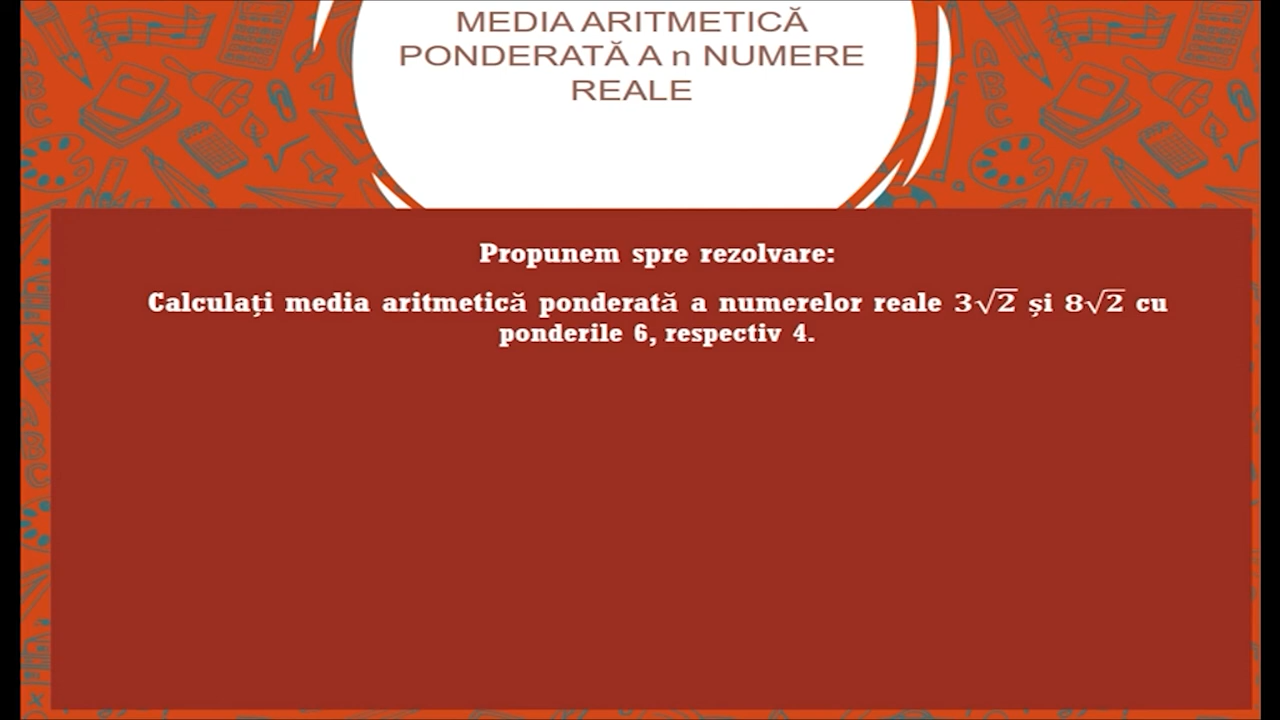 MEDIA ARITMETICĂ
PONDERATĂ A n NUMERE
REALE
Propunem spre rezolvare:
Calculați media aritmetică ponderată a numerelor reale 3√2 și 8√2 cu
ponderile 6, respectiv 4.